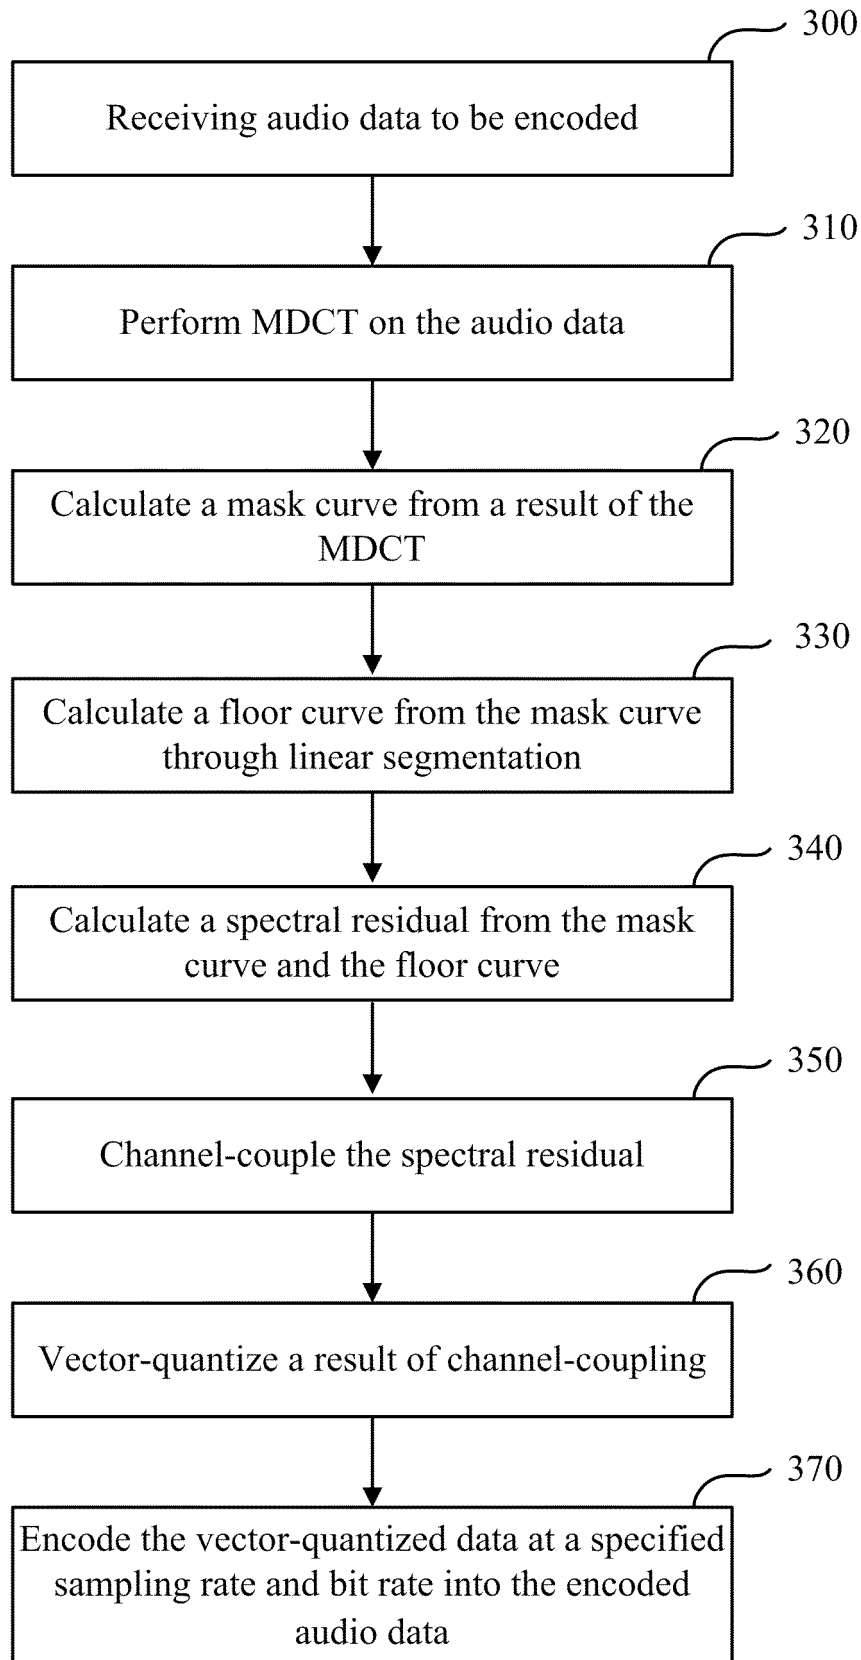 300
Receiving audio data to be encoded
310
Perform MDCT on the audio data
320
Calculate a mask curve from a result of the
MDCT
330
Calculate a floor curve from the mask curve
through linear segmentation
340
Calculate a spectral residual from the mask
curve and the floor curve
350
Channel-couple the spectral residual
360
Vector-quantize a result of channel-coupling
370
Encode the vector-quantized data at a specified
sampling rate and bit rate into the encoded
audio data